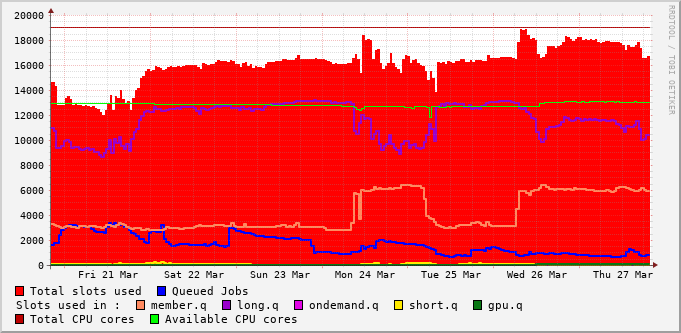 20000
18000
16000
14000
12000
10000
8000
6000
4000
2000
0
Fri 21 Mar Sat 22 Mar Sun 23 Mar Mon 24 Mar Tue 25 Mar Wed 26 Mar Thu 27 Mar
Total slots used Queued Jobs
Slots used in : member.q long.q ondemand.q short.q gpu.q
Total CPU cores Available CPU cores
RRDTOOL / TOBI OETIKER